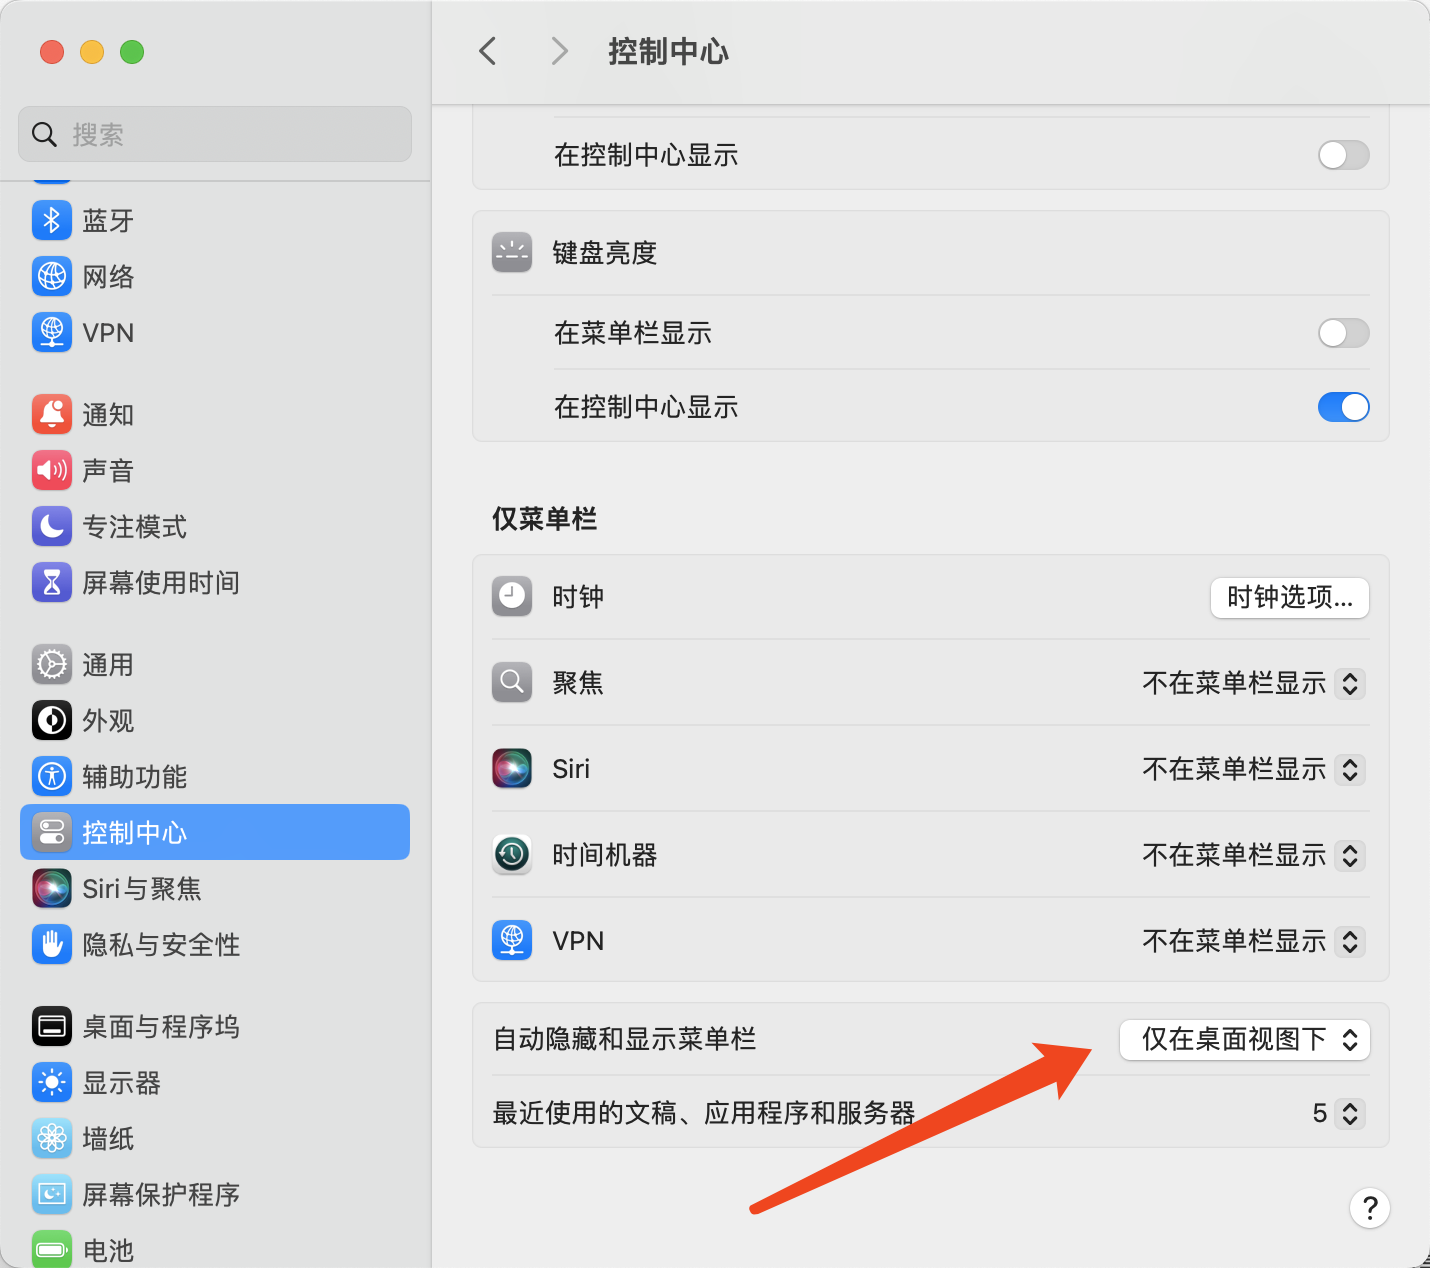 控制中心
搜索
蓝牙
网络
VPN
通知
声音
专注模式
屏幕使用时间
通用
外观
辅助功能
控制中心
Siri与聚焦
隐私与安全性
桌面与程序坞
显示器
墙纸
屏幕保护程序
电池
在控制中心显示
键盘亮度
在菜单栏显示
在控制中心显示
仅菜单栏
时钟 时钟选项...
聚焦 不在菜单栏显示
Siri 不在菜单栏显示
时间机器 不在菜单栏显示
VPN 不在菜单栏显示
自动隐藏和显示菜单栏 仅在桌面视图下
最近使用的文稿、应用程序和服务器 5
?